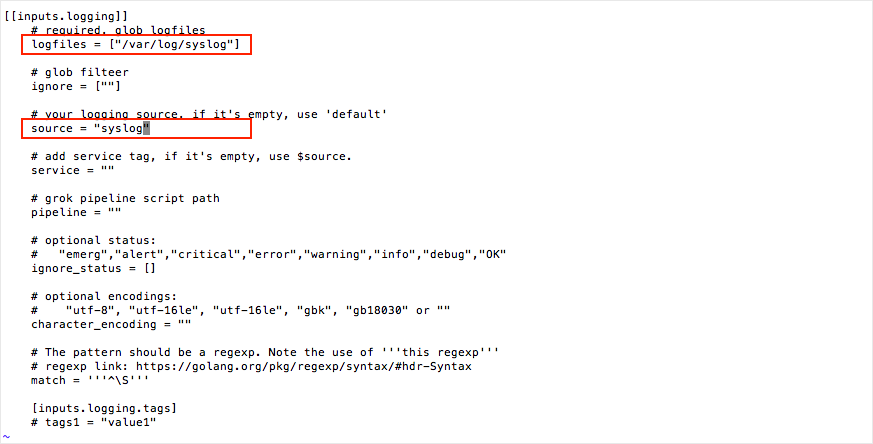 [[inputs.logging]]
# required, glob logfiles
logfiles = ["/var/log/syslog"]
# glob filteer
ignore = [""]
# your logging source, if it's empty, use 'default'
source = "syslog"
# add service tag, if it's empty, use $source.
service = ""
# grok pipeline script path
pipeline = ""
# optional status:
#   "emerg","alert","critical","error","warning","info","debug","OK"
ignore_status = []
# optional encodings:
#    "utf-8", "utf-16le", "utf-16le", "gbk", "gb18030" or ""
character_encoding = ""
# The pattern should be a regexp. Note the use of '''this regexp'''
# regexp link: https://golang.org/pkg/regexp/syntax/#hdr-Syntax
match = '''^\S'''
[inputs.logging.tags]
# tags1 = "value1"
~